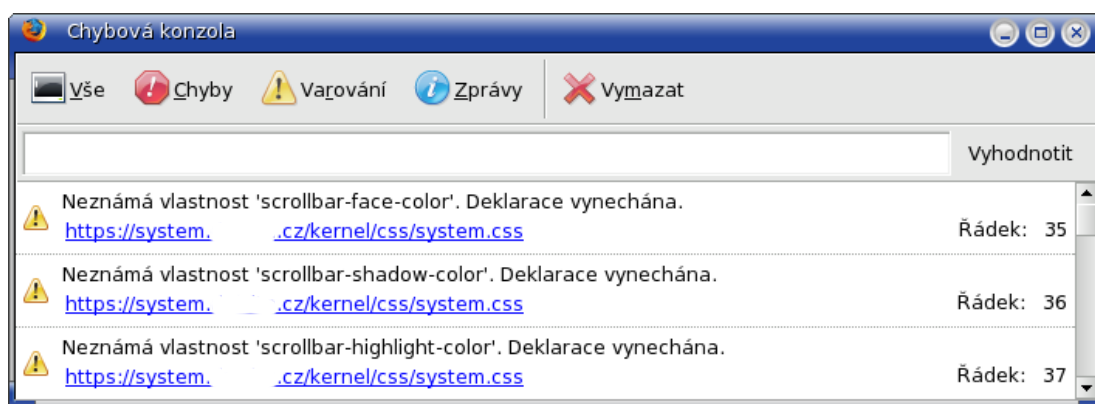 Chybová konzola
Vše Chyby Varování Zprávy Vymazat
Vyhodnotit
Neznámá vlastnost 'scrollbar-face-color'. Deklarace vynechána.
https://system. .cz/kernel/css/system.css Řádek: 35
Neznámá vlastnost 'scrollbar-shadow-color'. Deklarace vynechána.
https://system. .cz/kernel/css/system.css Řádek: 36
Neznámá vlastnost 'scrollbar-highlight-color'. Deklarace vynechána.
https://system. .cz/kernel/css/system.css Řádek: 37